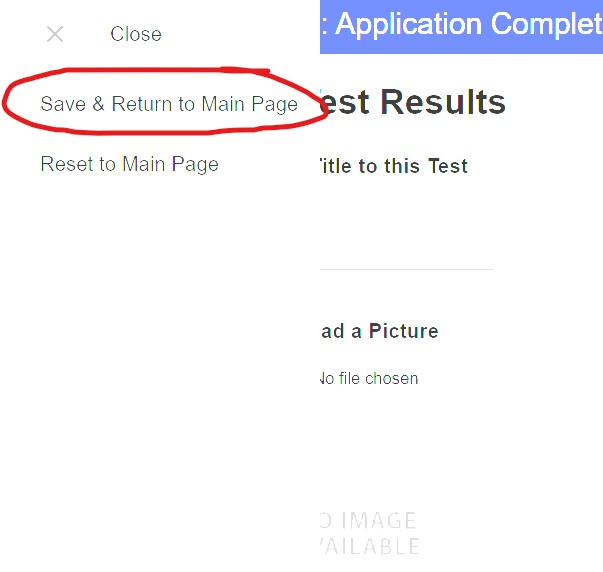 Close
Save & Return to Main Page
Reset to Main Page
: Application Complet
est Results
Title to this Test
ad a Picture
No file chosen
O IMAGE
VAILABLE